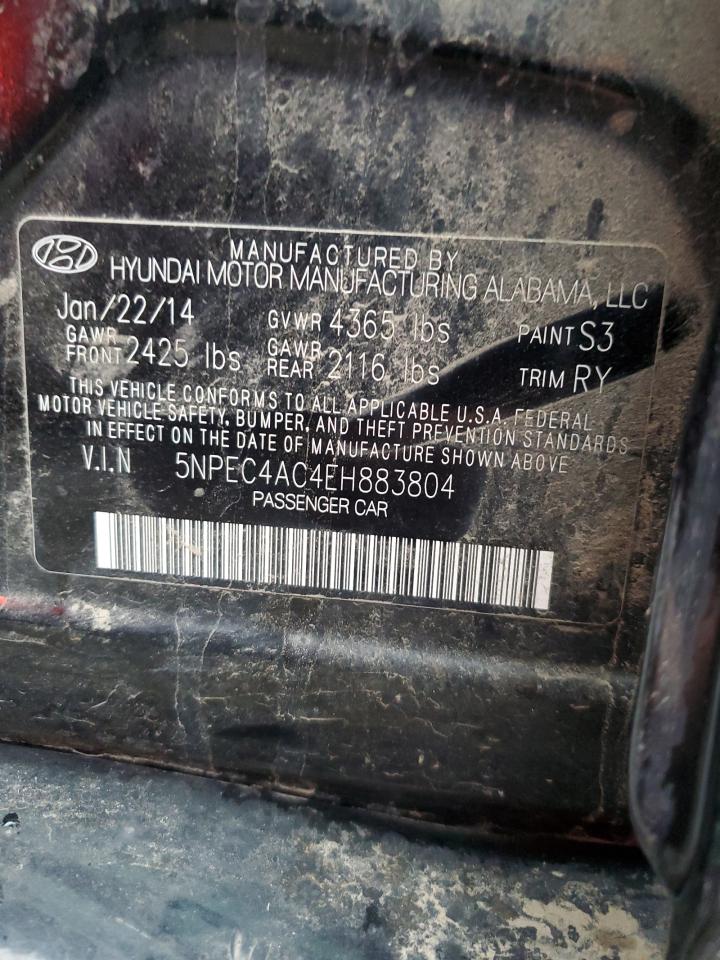 MANUFACTURED BY
HYUNDAI MOTOR MANUFACTURING ALABAMA, LLC
Jan/22/14 GVWR 4365 lbs PAINT S3
GAWR FRONT 2425 lbs GAWR REAR 2116 lbs TRIM RY
THIS VEHICLE CONFORMS TO ALL APPLICABLE U.S.A. FEDERAL
MOTOR VEHICLE SAFETY, BUMPER, AND THEFT PREVENTION STANDARDS
IN EFFECT ON THE DATE OF MANUFACTURE SHOWN ABOVE
V.I.N 5NPEC4AC4EH883804
PASSENGER CAR